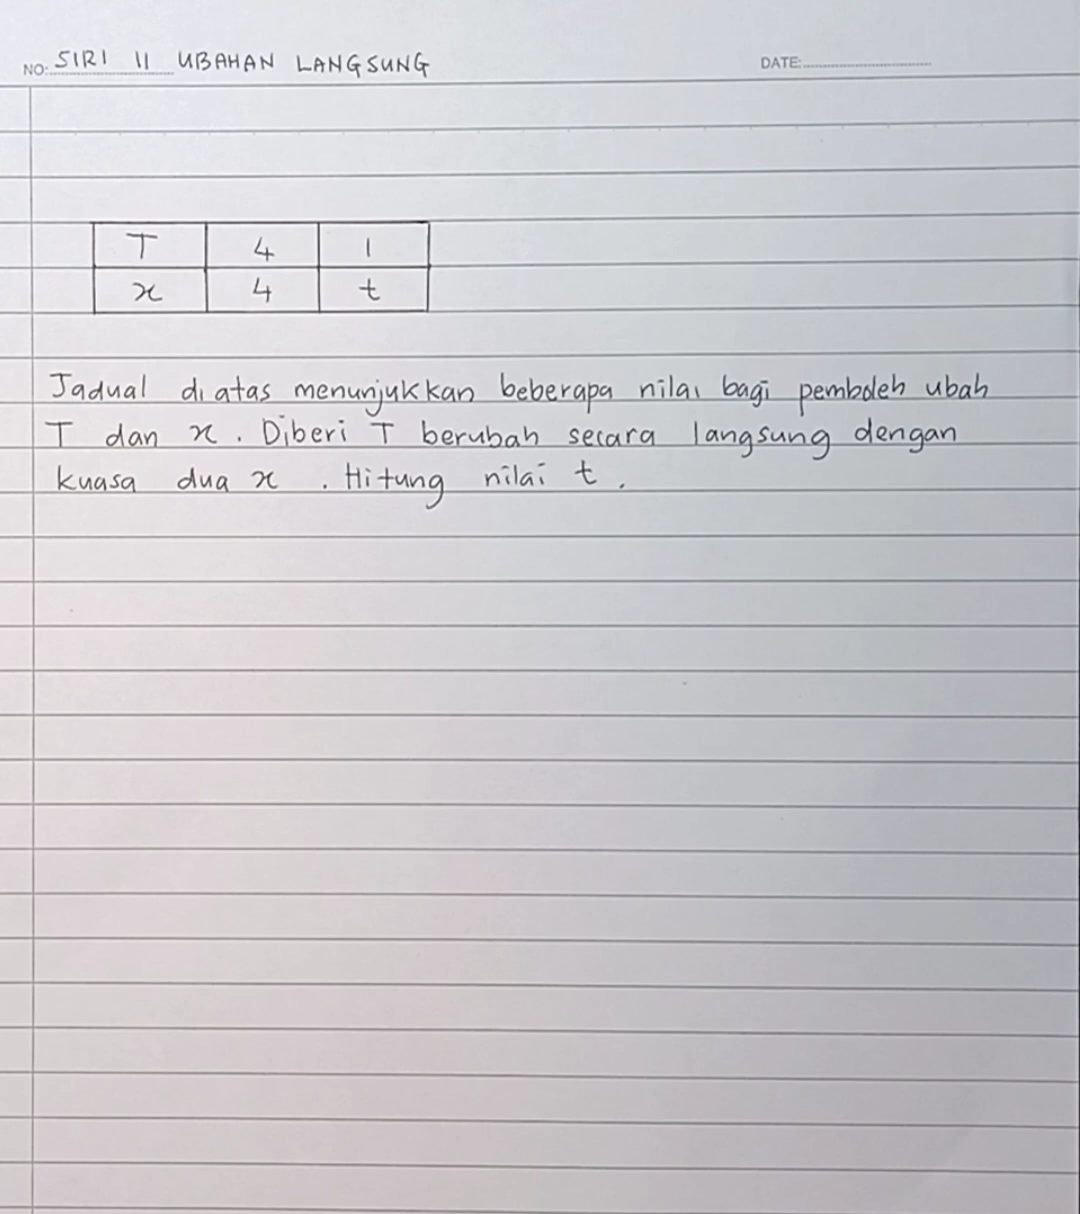 NO: SIRI 11 UBAHAN LANGSUNG DATE:
T 4 1
x 4 t
Jadual di atas menunjukkan beberapa nilai bagi pemboleh ubah
T dan x. Diberi T berubah secara langsung dengan
kuasa dua x. Hitung nilai t.